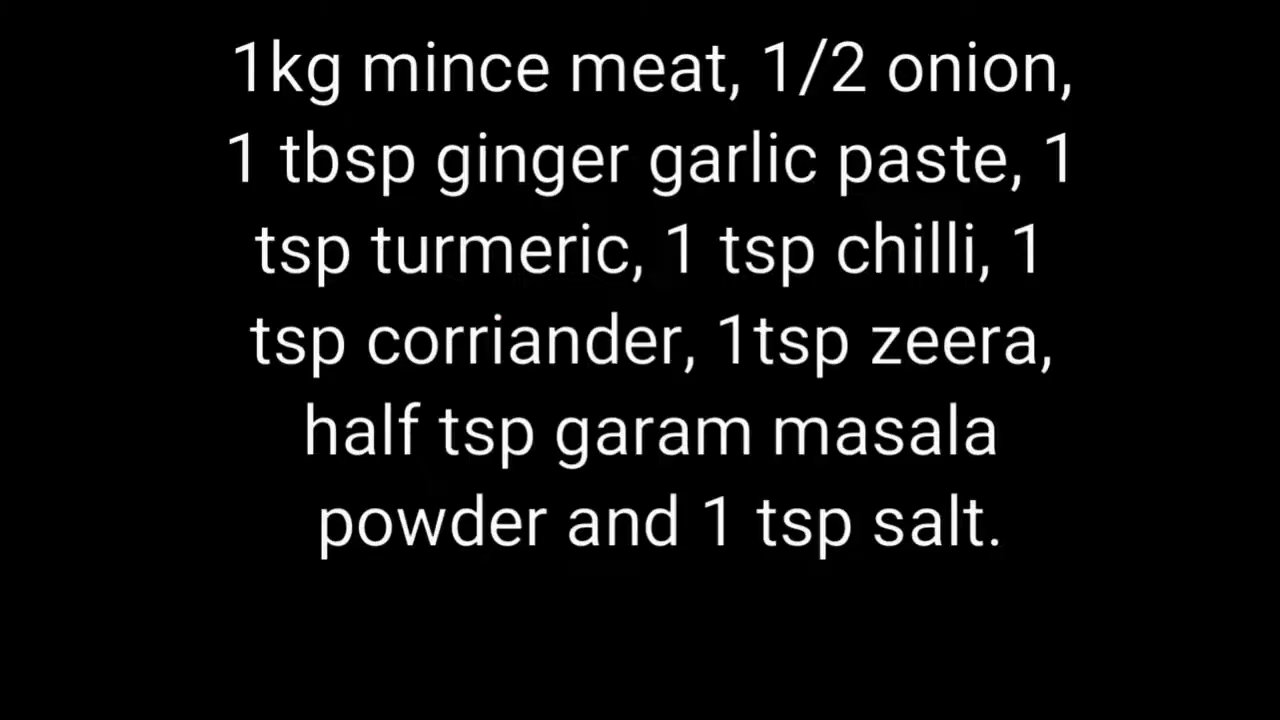 1kg mince meat, 1/2 onion,
1 tbsp ginger garlic paste, 1
tsp turmeric, 1 tsp chilli, 1
tsp corriander, 1tsp zeera,
half tsp garam masala
powder and 1 tsp salt.